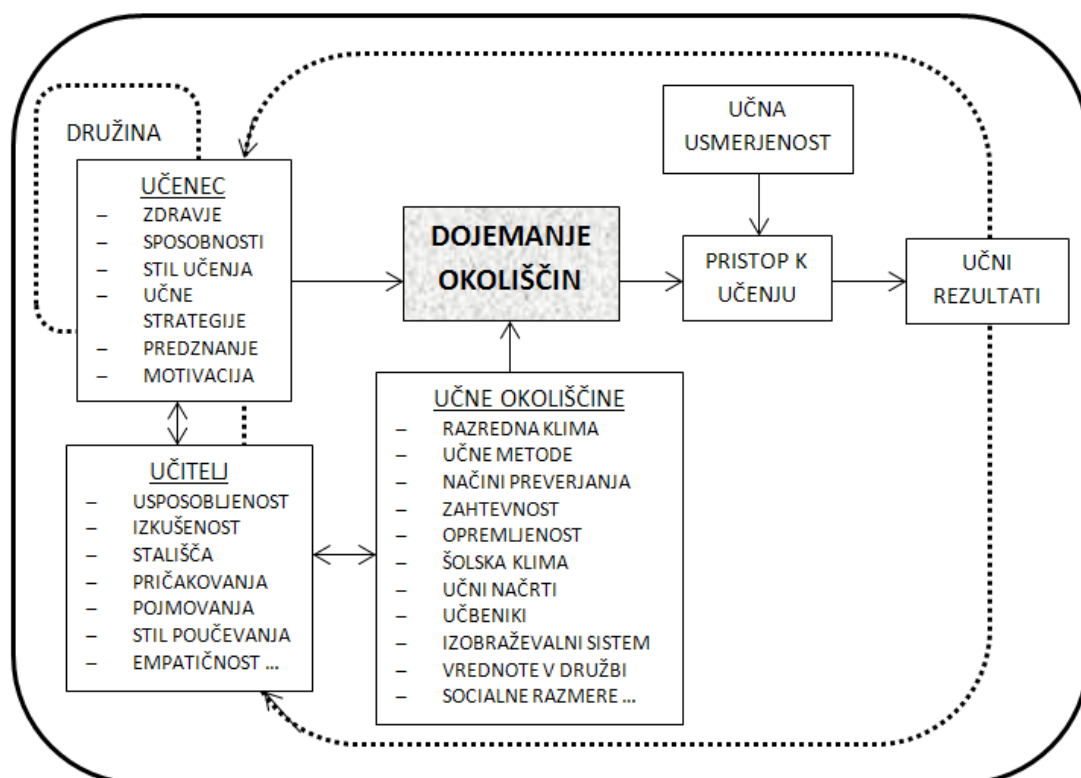 DRUŽINA
UČENEC
– ZDRAVJE
– SPOSOBNOSTI
– STIL UČENJA
– UČNE
STRATEGIJE
– PREDZNANJE
– MOTIVACIJA
UČITELJ
– USPOSOBLJENOST
– IZKUŠENOST
– STALIŠČA
– PRIČAKOVANJA
– POJMOVANJA
– STIL POUČEVANJA
– EMPATIČNOST ...
DOJEMANJE
OKOLIŠČIN
UČNE OKOLIŠČINE
– RAZREDNA KLIMA
– UČNE METODE
– NAČINI PREVERJANJA
– ZAHTEVNOST
– OPREMLJENOST
– ŠOLSKA KLIMA
– UČNI NAČRTI
– UČBENIKI
– IZOBRAŽEVALNI SISTEM
– VREDNOTE V DRUŽBI
– SOCIALNE RAZMERE ...
UČNA
USMERJENOST
PRISTOP K
UČENJU
UČNI
REZULTATI